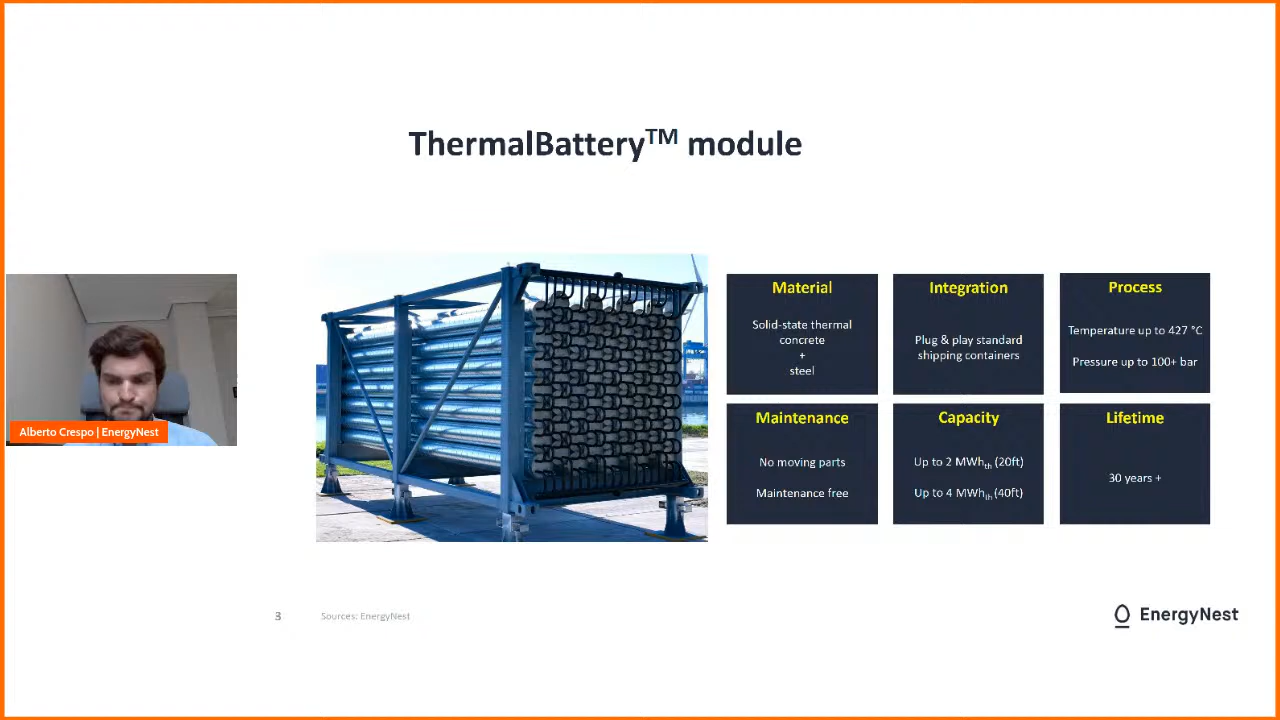 ThermalBattery™ module
Material
Solid-state thermal
concrete
+
steel
Integration
Plug & play standard
shipping containers
Process
Temperature up to 427 °C
Pressure up to 100+ bar
Maintenance
No moving parts
Maintenance free
Capacity
Up to 2 MWhth (20ft)
Up to 4 MWhth (40ft)
Lifetime
30 years +
Alberto Crespo | EnergyNest
3
Sources: EnergyNest
EnergyNest